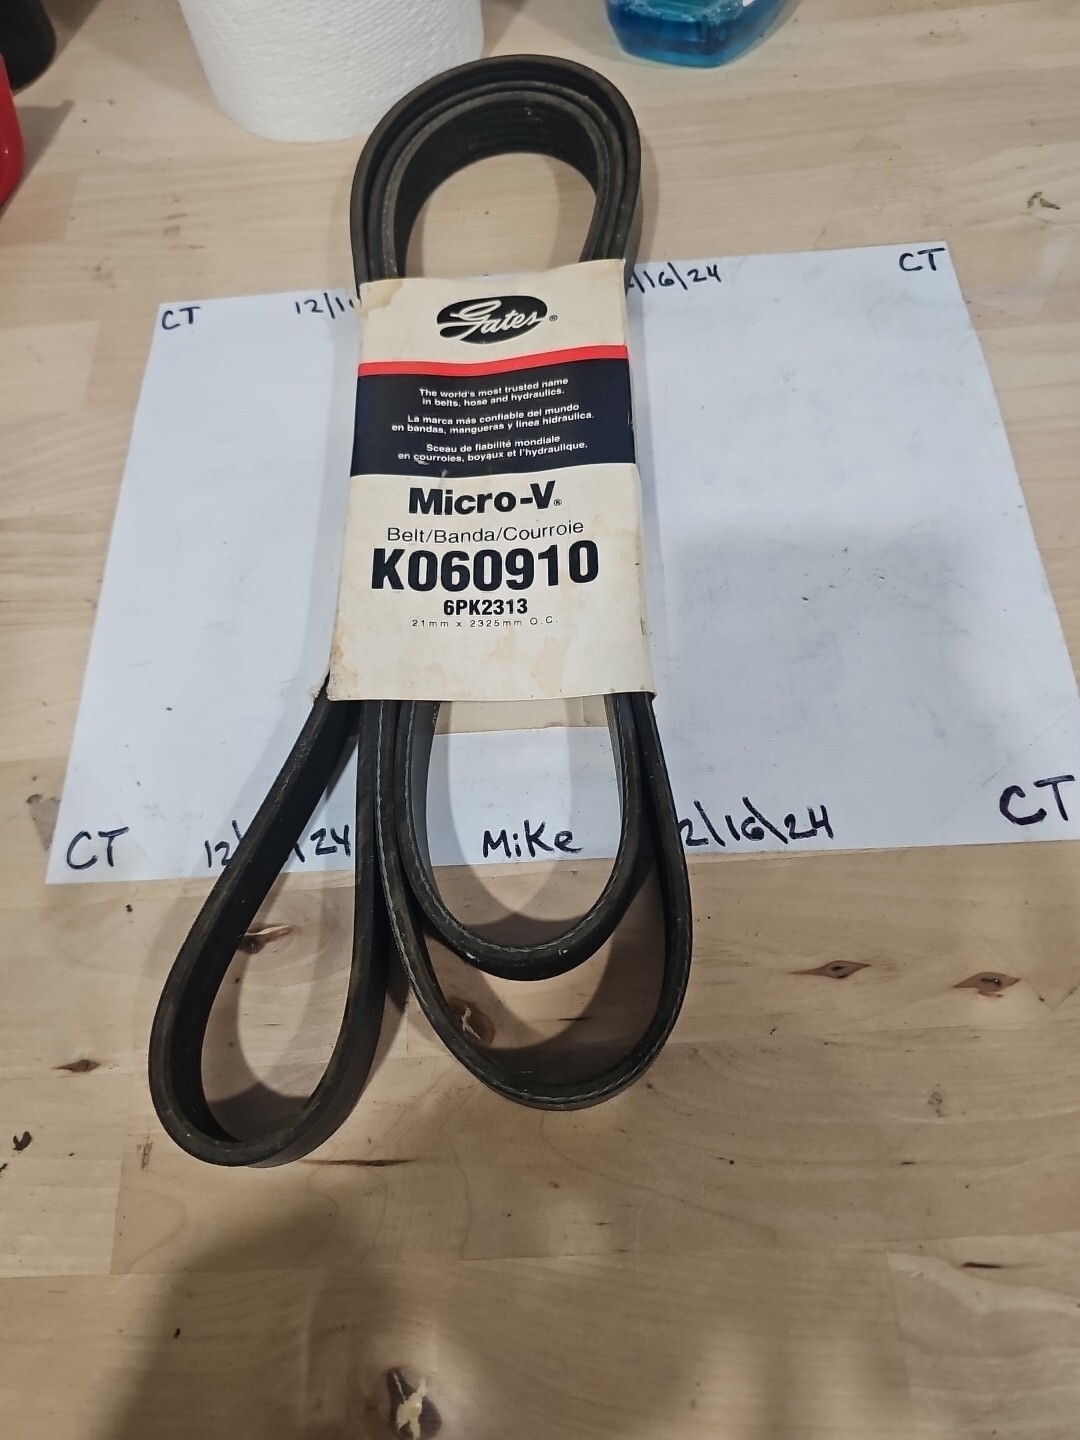 CT
CT
12/1
/16/24
Gates®
The world's most trusted name
in belts, hose and hydraulics.
La marca más confiable del mundo
en bandas, mangueras y línea hidraulica.
Sceau de fiabilité mondiale
en courroies, boyaux et l'hydraulique.
Micro-V®
Belt/Banda/Courroie
K060910
6PK2313
21mm x 2325mm O.C.
CT
12/ /24
Mike
2/16/24
CT